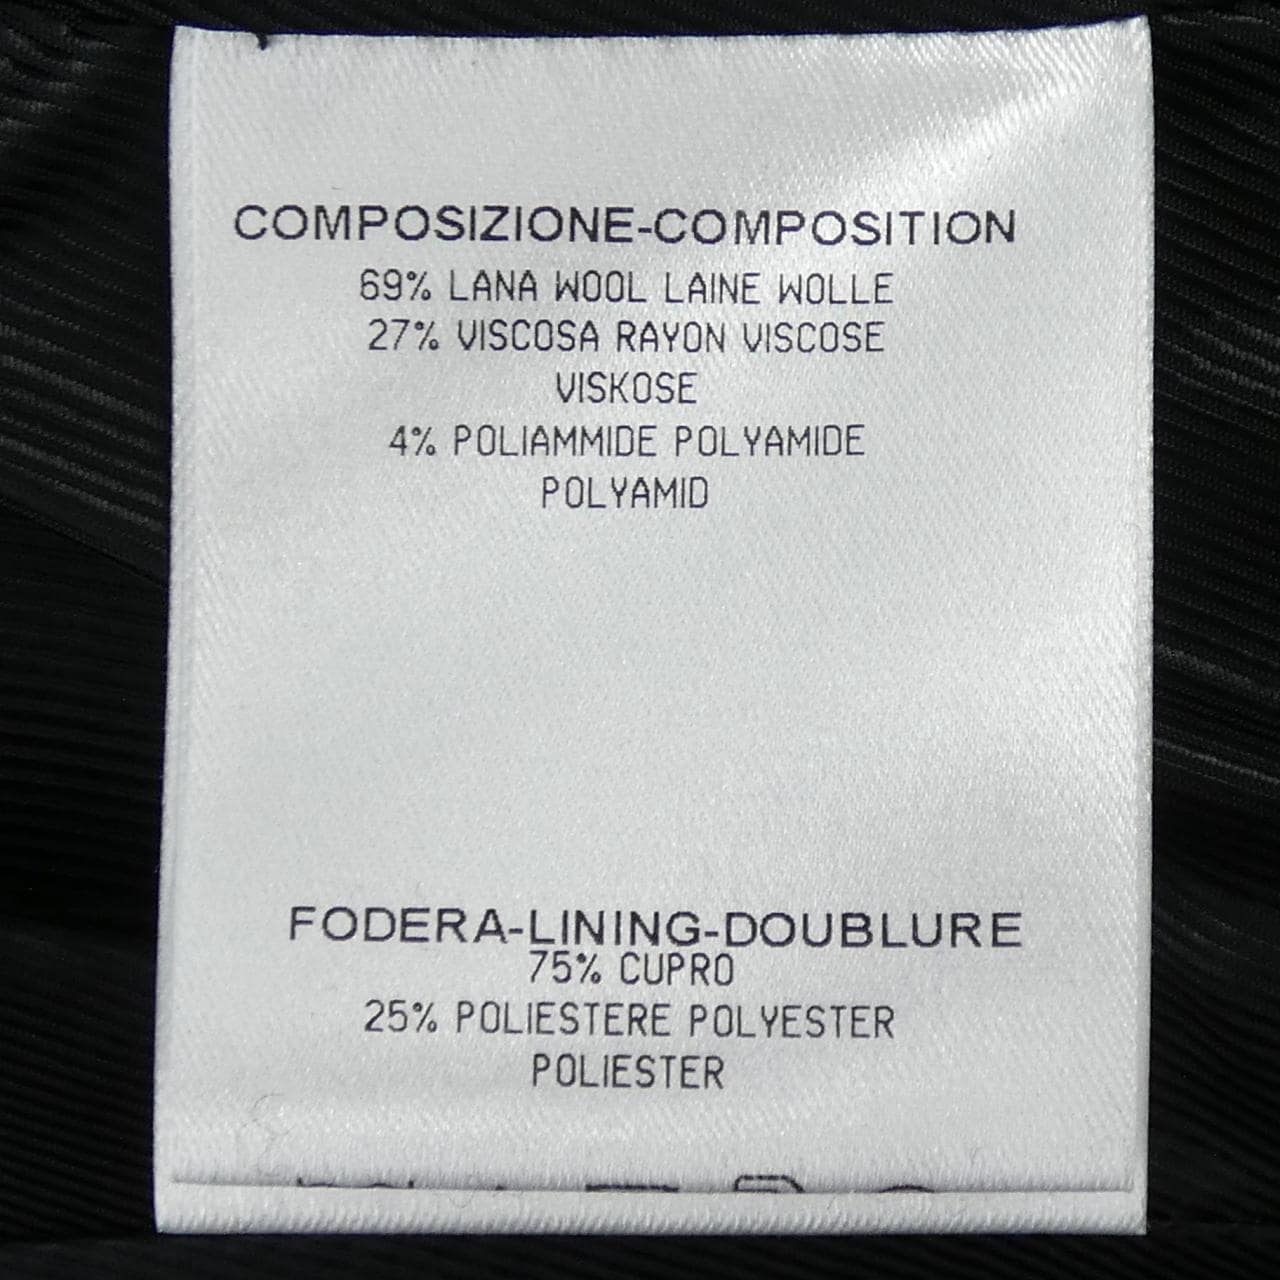 COMPOSIZIONE-COMPOSITION
69% LANA WOOL LAINE WOLLE
27% VISCOSA RAYON VISCOSE
VISKOSE
4% POLIAMMIDE POLYAMIDE
POLYAMID
FODERA-LINING-DOUBLURE
75% CUPRO
25% POLIESTERE POLYESTER
POLIESTER